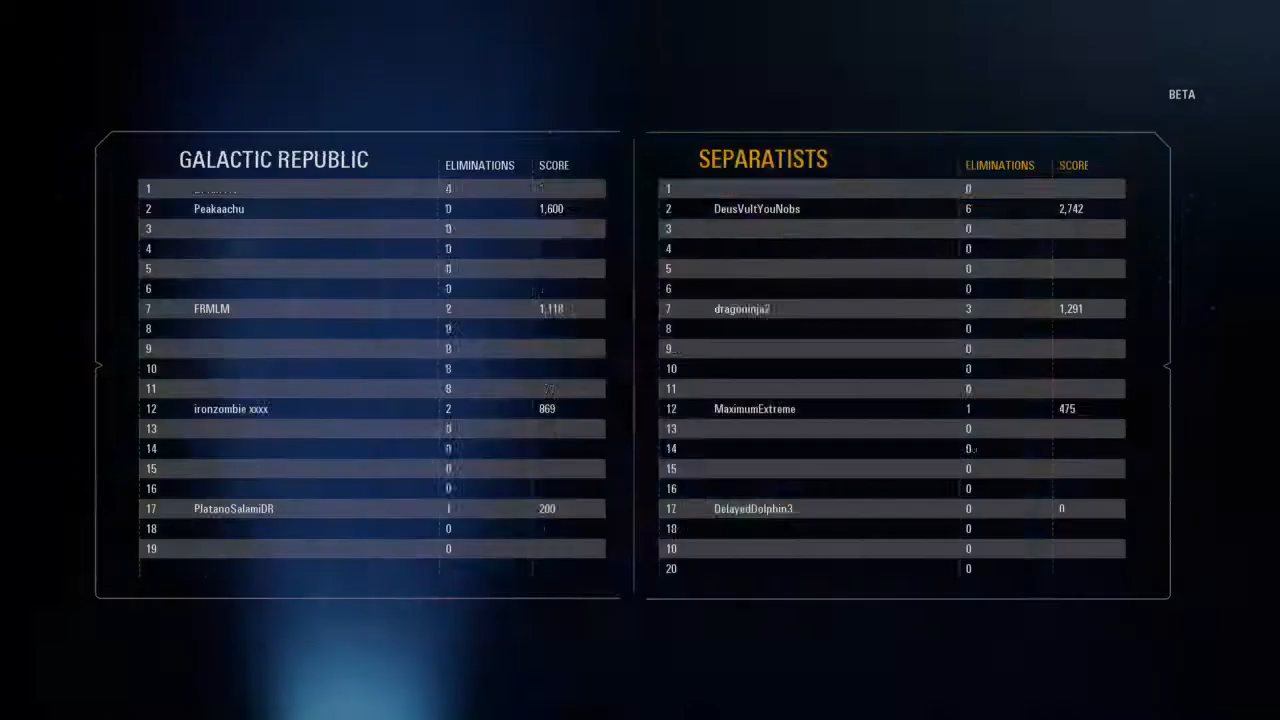 BETA
GALACTIC REPUBLIC ELIMINATIONS SCORE
1
2 Peakaachu 0 1,600
3 0
4 0
5 0
6 0
7 FRMLM 2 1,118
8
9
10
11
12 ironzombie xxxx 2 869
13 0
14 0
15 0
16 0
17 PlatanoSalamiDR 1 200
18 0
19 0
SEPARATISTS ELIMINATIONS SCORE
1 0
2 DeusVultYouNobs 6 2,742
3 0
4 0
5 0
6 0
7 dragoninja7 3 1,291
8 0
9 0
10 0
11 0
12 MaximumExtreme 1 475
13 0
14 0
15 0
16 0
17 DelayedDolphin3... 0 0
18 0
10 0
20 0